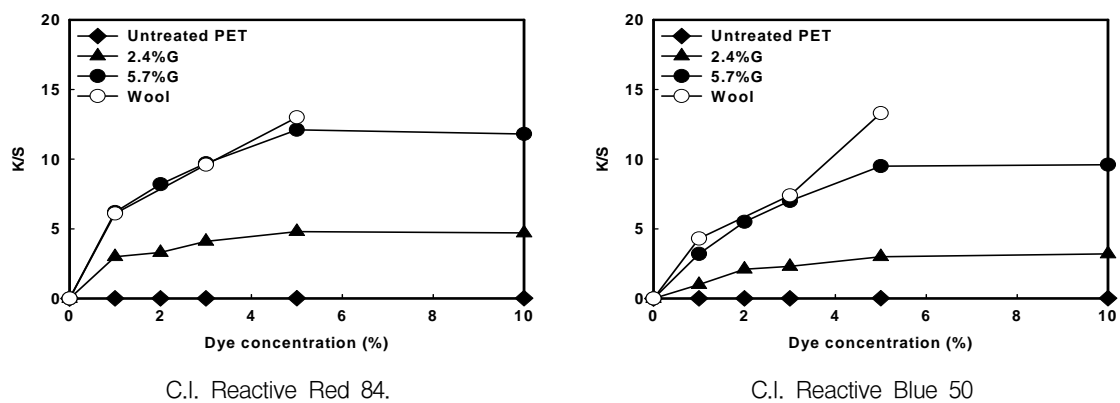 20
15
10
5
0
K/S
Untreated PET
2.4%G
5.7%G
Wool
0 2 4 6 8 10
Dye concentration (%)
C.I. Reactive Red 84.
20
15
10
5
0
K/S
Untreated PET
2.4%G
5.7%G
Wool
0 2 4 6 8 10
Dye concentration (%)
C.I. Reactive Blue 50